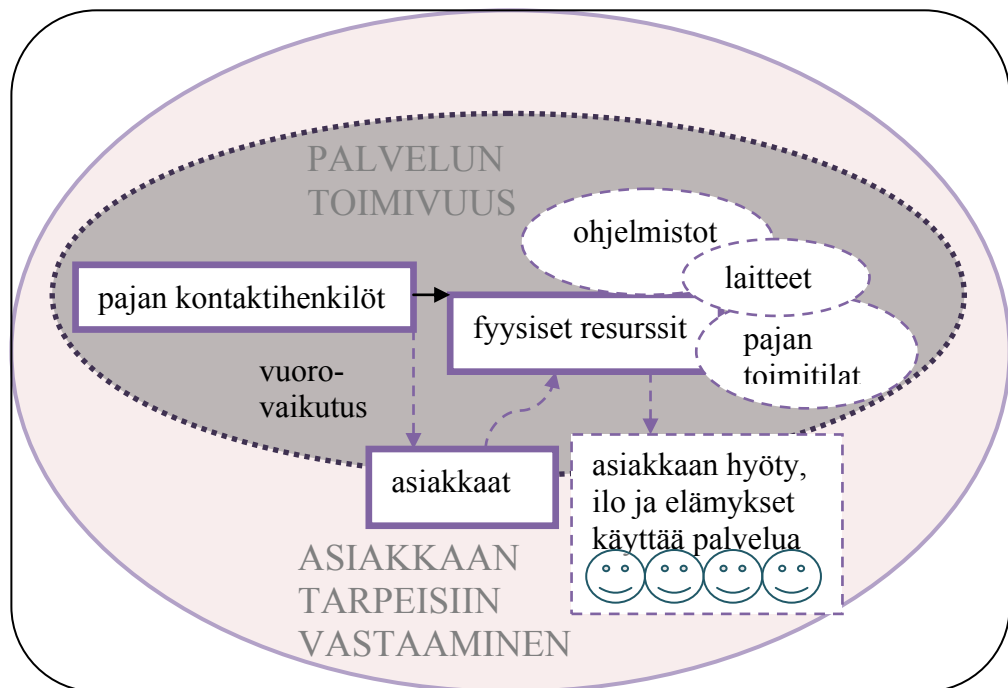 PALVELUN
TOIMIVUUS
ohjelmistot
laitteet
pajan kontaktihenkilöt
fyysiset resurssit
pajan
toimitilat
vuoro-
vaikutus
asiakkaat
asiakkaan hyöty,
ilo ja elämykset
käyttää palvelua
ASIAKKAAN
TARPEISIIN
VASTAAMINEN